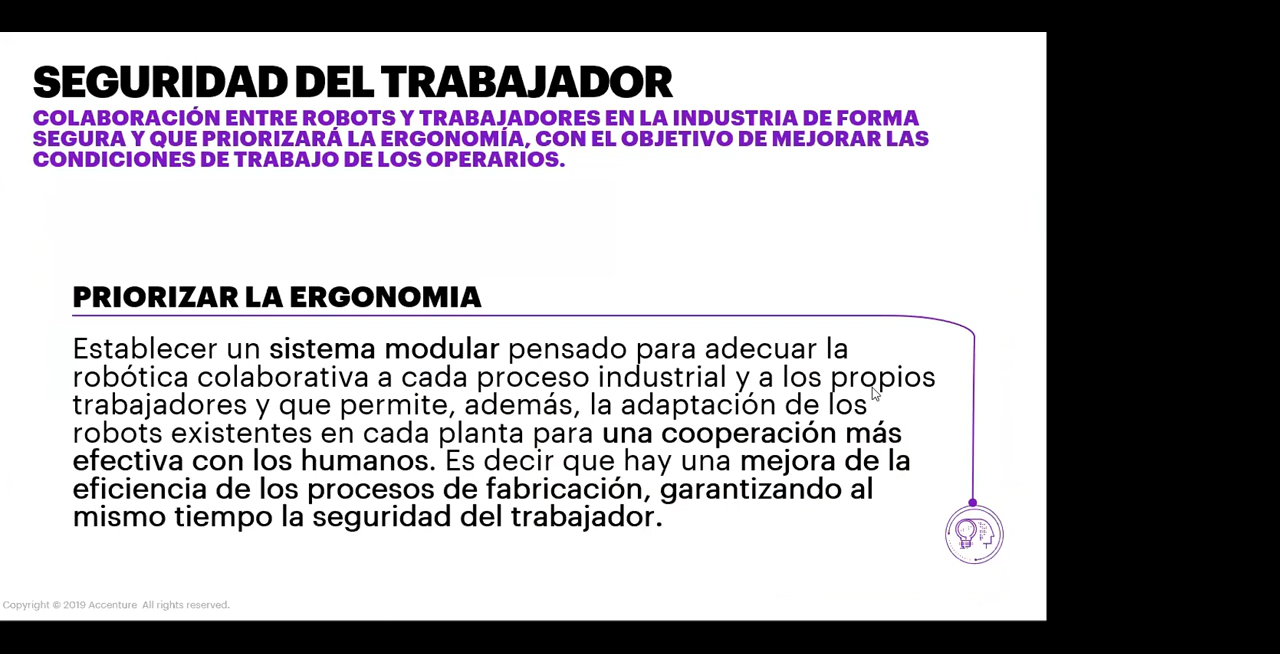 SEGURIDAD DEL TRABAJADOR
COLABORACIÓN ENTRE ROBOTS Y TRABAJADORES EN LA INDUSTRIA DE FORMA
SEGURA Y QUE PRIORIZARÁ LA ERGONOMÍA, CON EL OBJETIVO DE MEJORAR LAS
CONDICIONES DE TRABAJO DE LOS OPERARIOS.
PRIORIZAR LA ERGONOMIA
Establecer un sistema modular pensado para adecuar la
robótica colaborativa a cada proceso industrial y a los propios
trabajadores y que permite, además, la adaptación de los
robots existentes en cada planta para una cooperación más
efectiva con los humanos. Es decir que hay una mejora de la
eficiencia de los procesos de fabricación, garantizando al
mismo tiempo la seguridad del trabajador.
Copyright © 2019 Accenture All rights reserved.